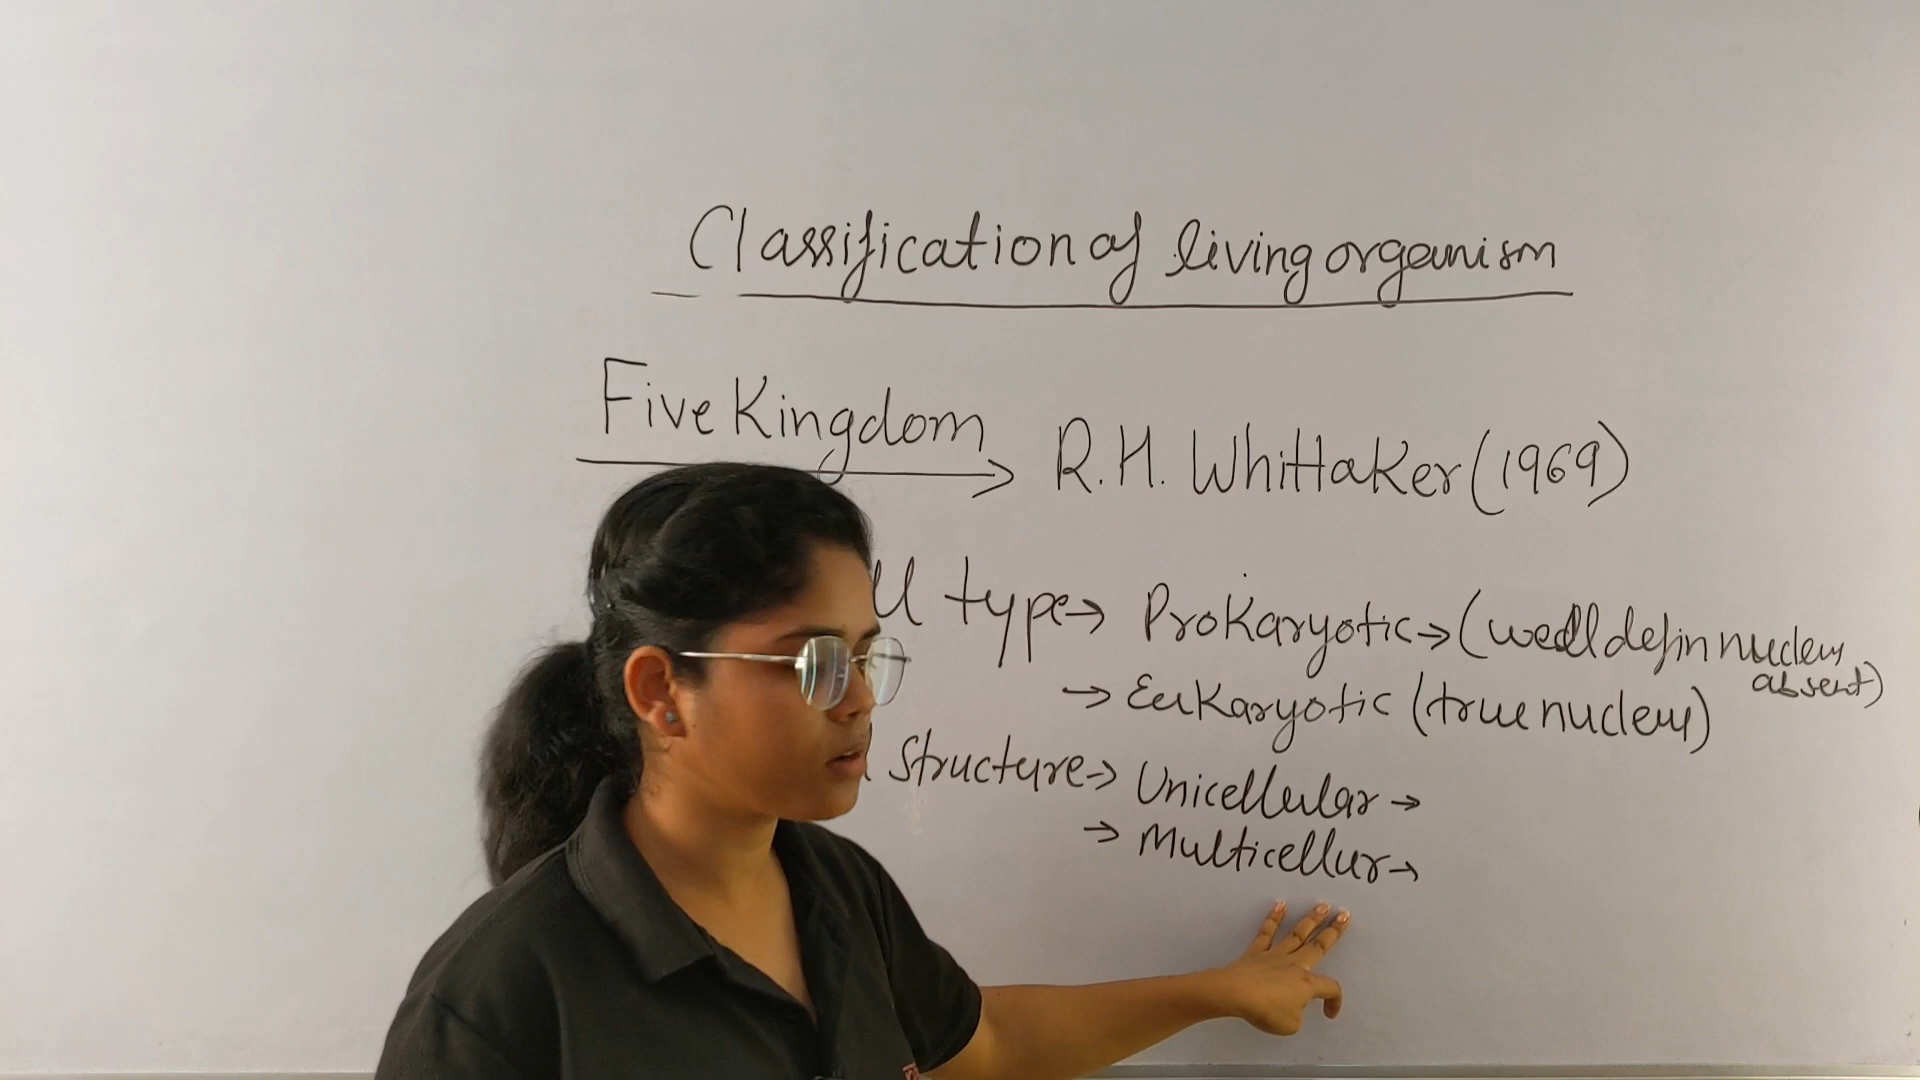 Classification of living organism
Five Kingdom
R.H. Whittaker (1969)
type → Prokaryotic → (well defin nucleus
absent)
→ Eukaryotic (true nucleus)
Structure → Unicellular →
→ Multicellur →